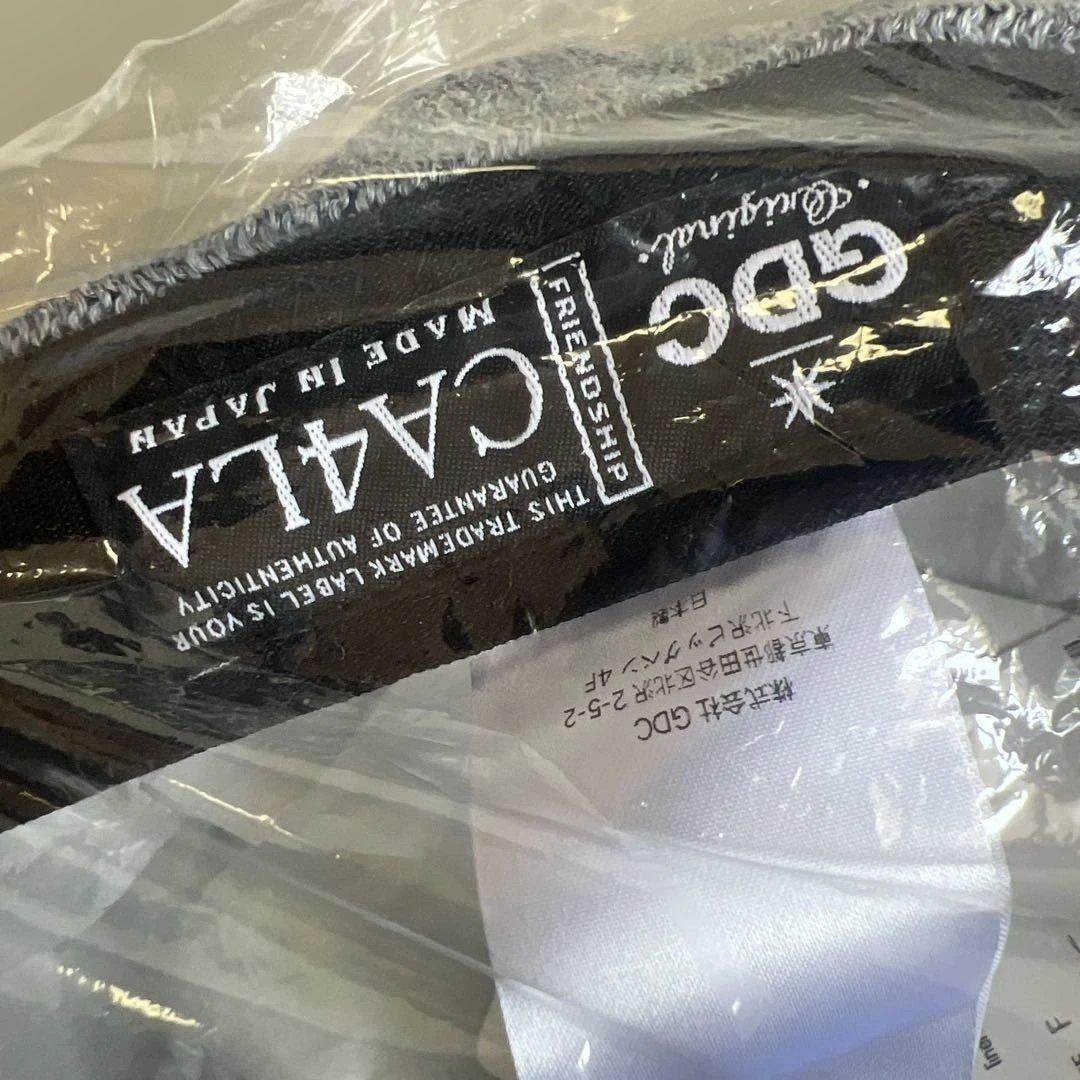 GDC
Original
FRIENDSHIP
THIS TRADEMARK LABEL IS YOUR
GUARANTEE OF AUTHENTICITY
CA4LA
MADE IN JAPAN
株式会社 GDC
東京都世田谷区北沢 2-5-2
下北沢ビッグベン 4F
日本製